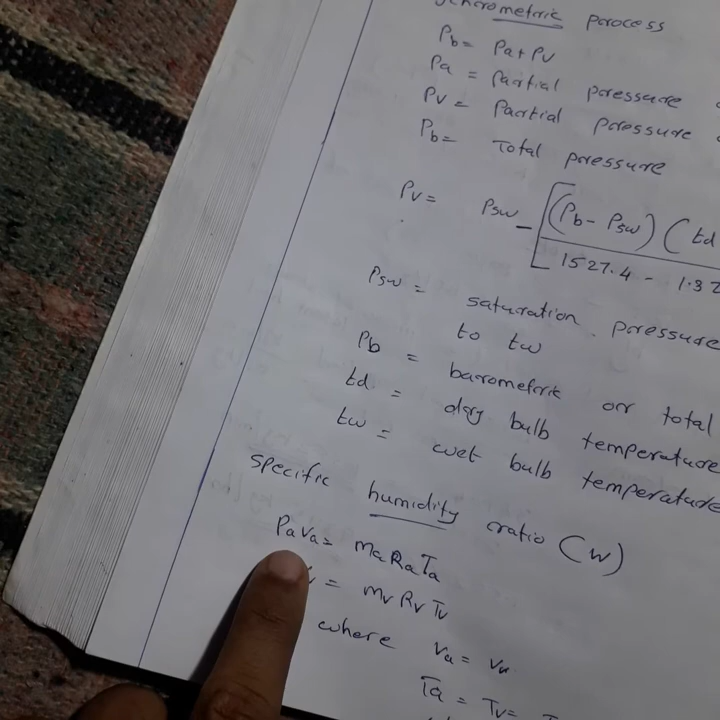 process
Pb = Pa + Pv
Pa = Partial pressure
Pv = Partial pressure
Pb = Total pressure
Pv = Psw - [(Pb - Psw) (td
1527.4 - 1.3
Psw = saturation pressure
to tw
Pb = barometric or total
td = dry bulb temperature
tw = wet bulb temperature
specific humidity ratio (W)
PaVa = maRaTa
= mvRvTv
where Va = Vv
Ta = Tv =